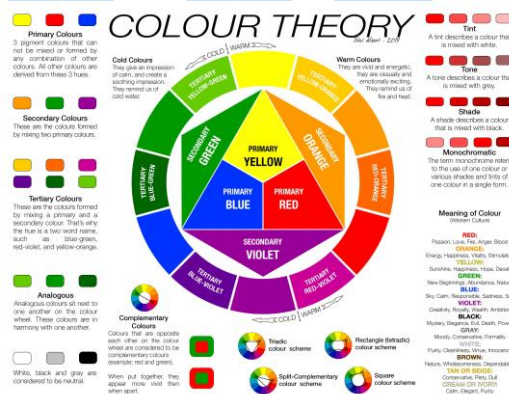 COLOUR THEORY
Primary Colours
3 pigment colours that can
not be mixed or formed by
any combination of other
colours. All other colours are
derived from these 3 hues.
Secondary Colours
These are the colours formed
by mixing two primary colours.
Tertiary Colours
These are the colours formed
by mixing a primary and a
secondary colour. That's why
the hue is a two word name,
such as blue-green,
red-violet, and yellow-orange.
Analogous
Analogous colours sit next to
one another on the colour
wheel. These colours are in
harmony with one another.
White, black and gray are
considered to be neutral.
Cold Colours
They give an impression
of calm, and create a
soothing impression.
They remind us of
cold water.
COLD WARM
Warm Colours
They are vivid and energetic,
they are visually and
emotionally exciting.
They remind us of
fire and heat.
TERTIARY
YELLOW-GREEN
TERTIARY
YELLOW-ORANGE
SECONDARY
GREEN
SECONDARY
ORANGE
PRIMARY
YELLOW
TERTIARY
BLUE-GREEN
TERTIARY
RED-ORANGE
PRIMARY
BLUE
PRIMARY
RED
SECONDARY
VIOLET
TERTIARY
BLUE-VIOLET
TERTIARY
RED-VIOLET
COLD WARM
Complementary
Colours
Colours that are opposite
each other on the colour
wheel are considered to be
complementary colours
(example: red and green).
When put together, they
appear more vivid than
when apart.
Triadic
colour scheme
Rectangle (tetradic)
colour scheme
Split-Complementary
colour scheme
Square
colour scheme
Tint
A tint describes a colour that
is mixed with white.
Tone
A tone describes a colour that
is mixed with gray.
Shade
A shade describes a colour
that is mixed with black.
Monochromatic
The term monochrome refers
to the use of one colour or
various shades and tints of
one colour in a single form.
Meaning of Colour
(Western Culture)
RED:
Passion, Love, Fire, Anger, Blood
ORANGE:
Energy, Happiness, Vitality,
YELLOW:
Sunshine, Happiness, Hope,
GREEN:
New Beginnings, Abundance,
BLUE:
Sky, Calm, Responsible, Sadness,
VIOLET:
Creativity, Royalty, Wealth,
BLACK:
Mystery, Elegance, Evil, Death,
GRAY:
Moody, Conservative, Formality
WHITE:
Purity, Cleanliness, Virtue,
BROWN:
Nature, Wholesomeness,
TAN OR BEIGE:
Conservative, Piety, Dull
CREAM OR IVORY:
Calm, Elegant, Purity